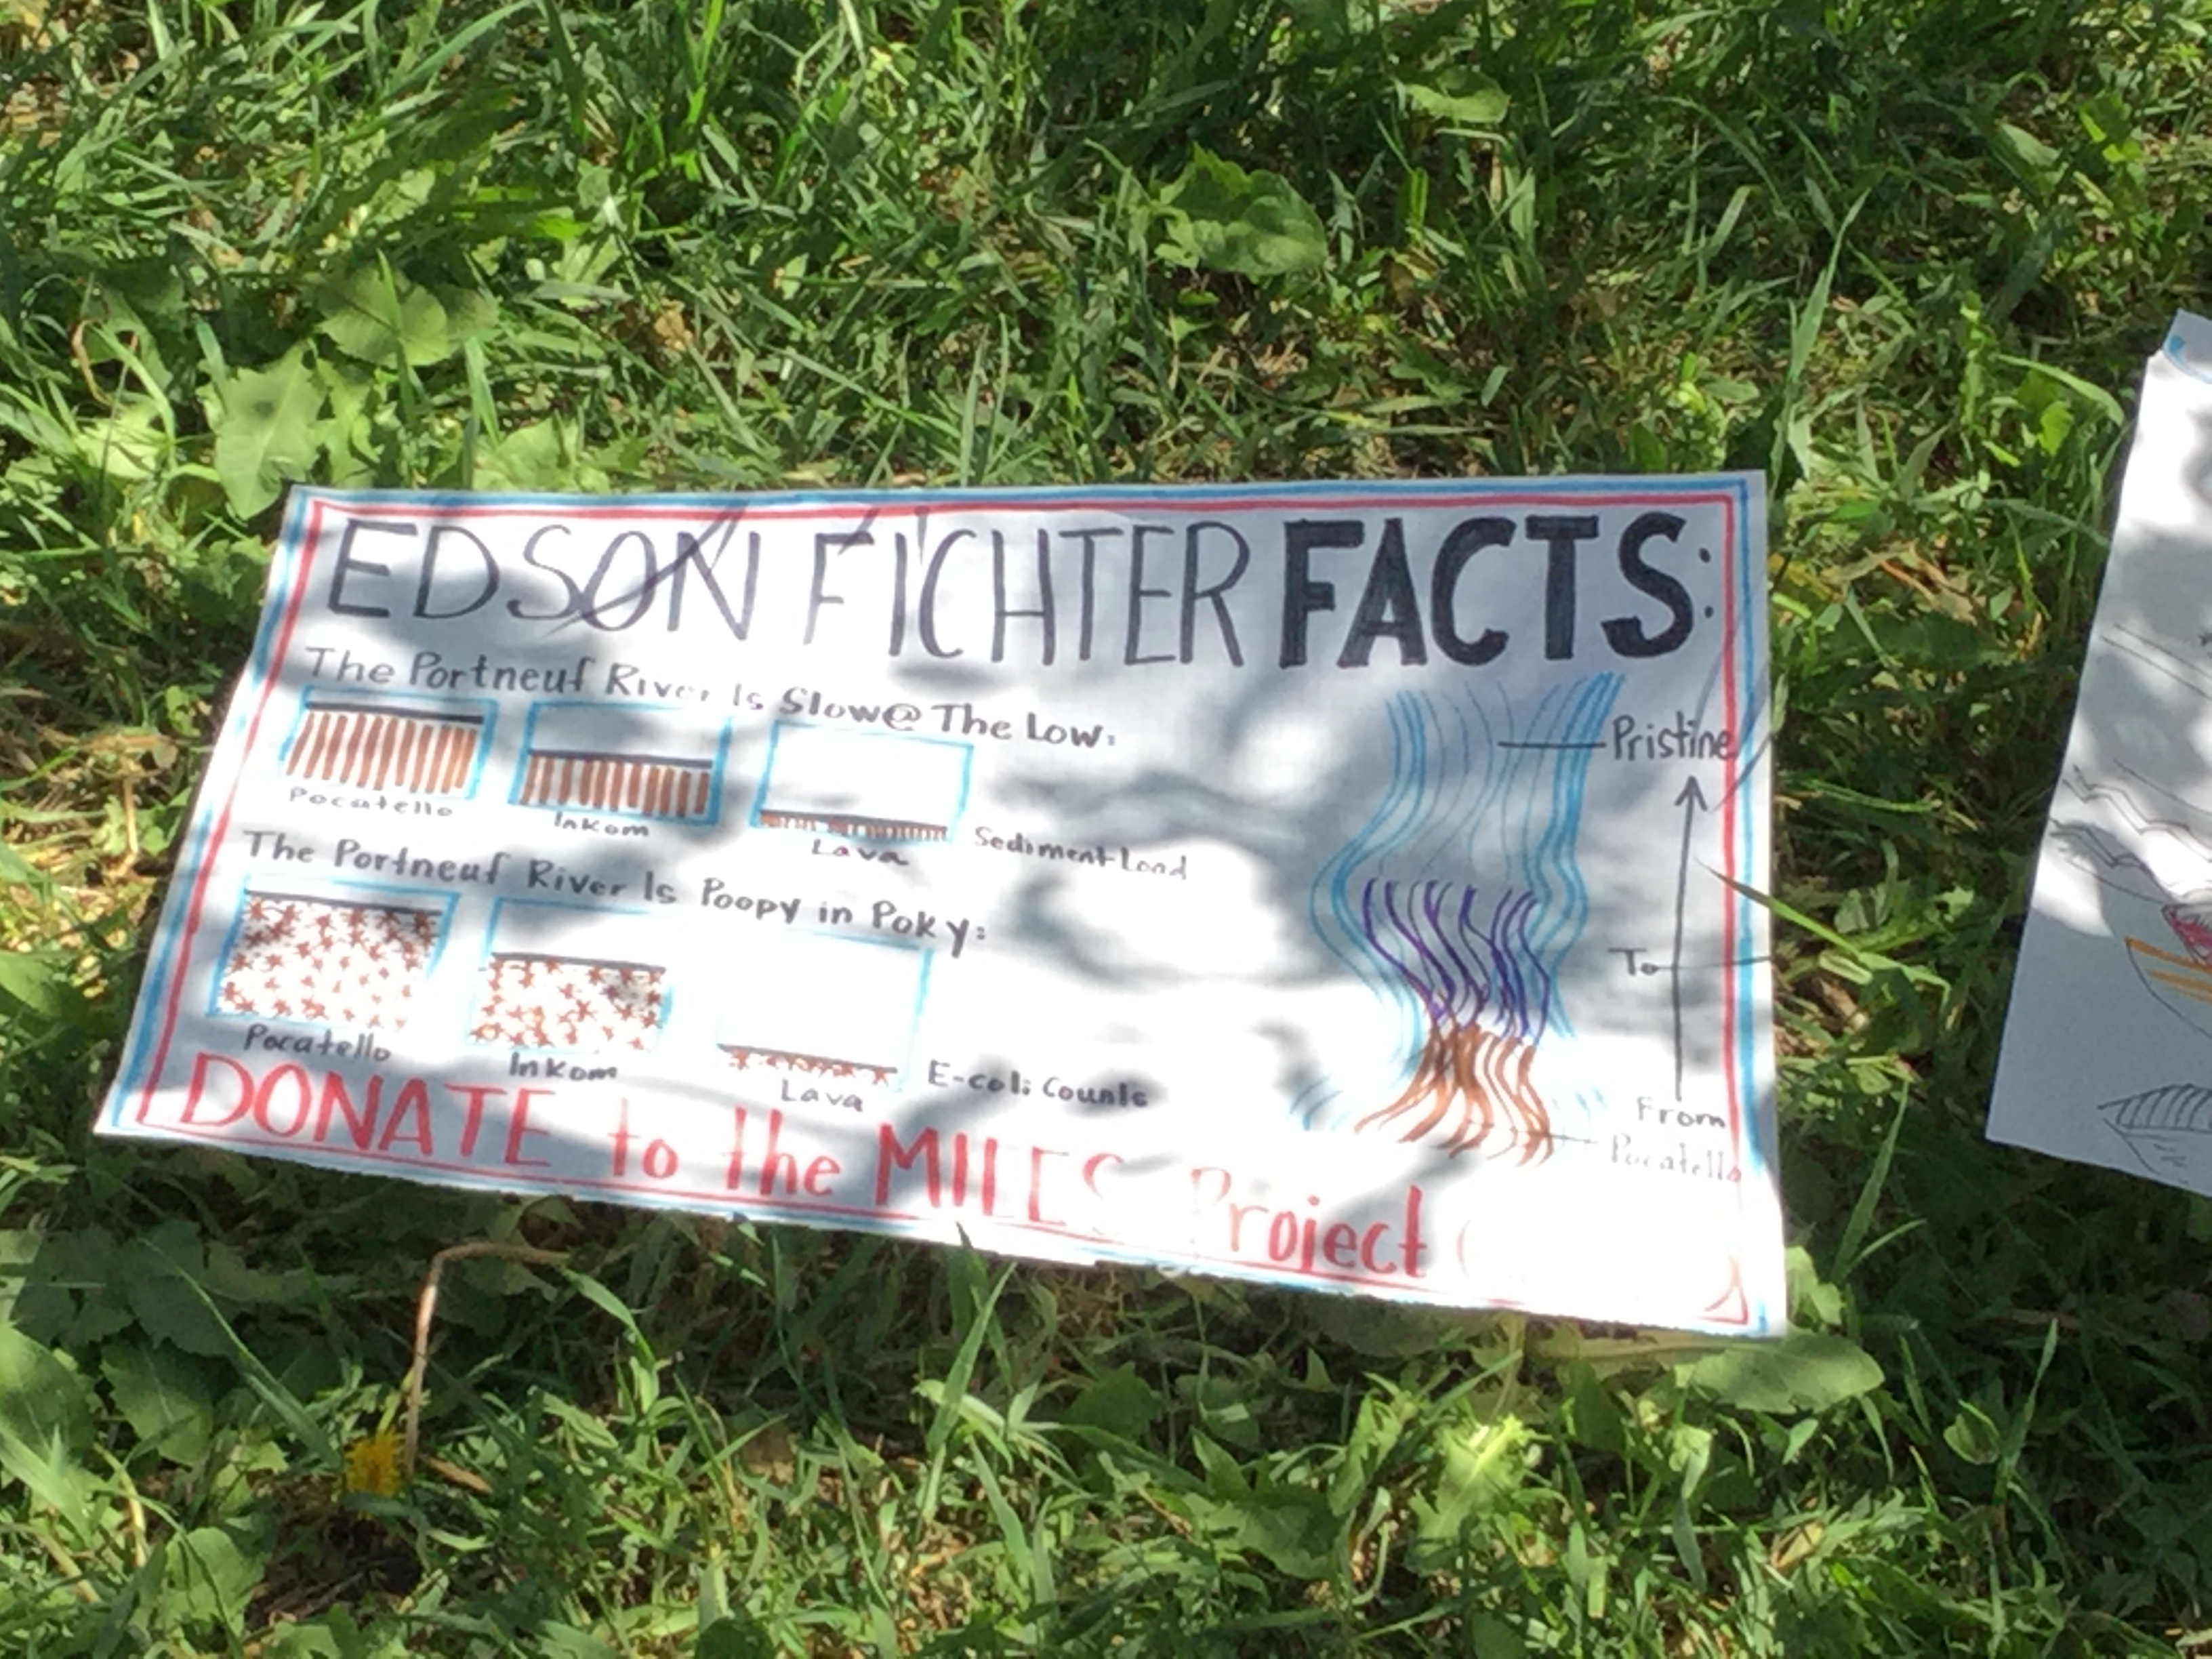 EDSON FICHTER FACTS:
The Portneuf River Is Slow @ The Low:
Pocatello
Inkom
Lava
Sediment Load
The Portneuf River Is Poopy in Poky:
Pocatello
Inkom
Lava
E-coli Counts
Pristine
To
From
Pocatello
DONATE to the MILES Project